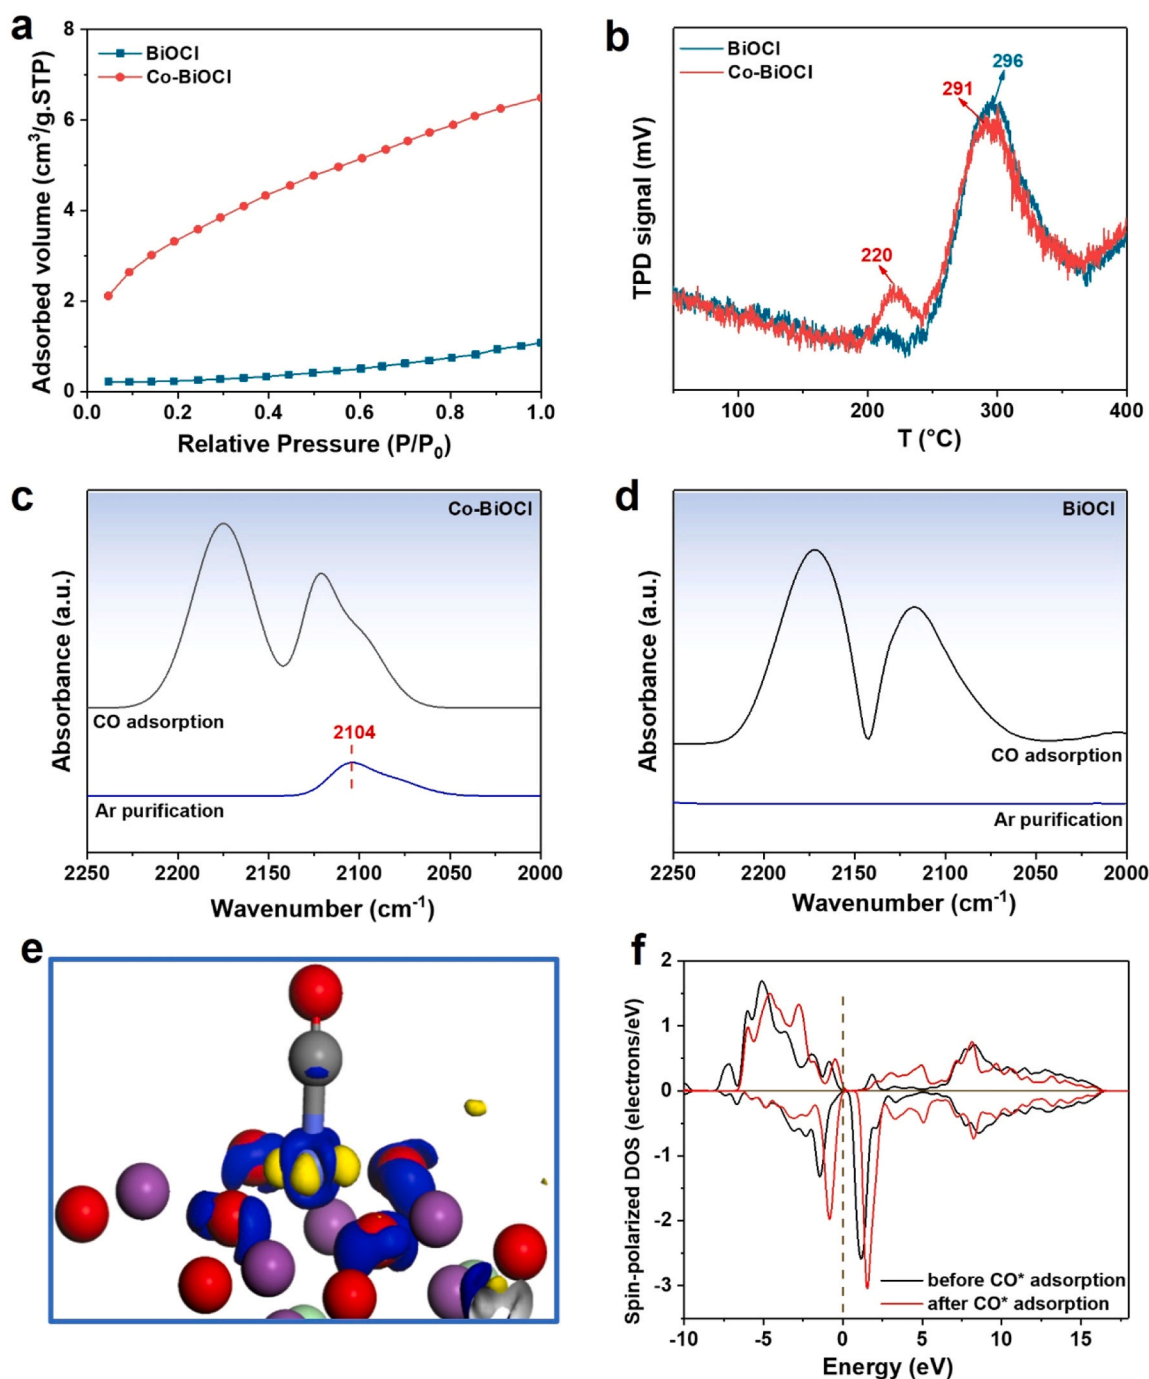 a
8
6
4
2
0
0.0 0.2 0.4 0.6 0.8 1.0
Adsorbed volume (cm³/g.STP)
Relative Pressure (P/P₀)
BiOCl
Co-BiOCl
b
BiOCl
Co-BiOCl
296
291
220
TPD signal (mV)
100 200 300 400
T (°C)
c
Co-BiOCl
CO adsorption
2104
Ar purification
Absorbance (a.u.)
2250 2200 2150 2100 2050 2000
Wavenumber (cm⁻¹)
d
BiOCl
CO adsorption
Ar purification
Absorbance (a.u.)
2250 2200 2150 2100 2050 2000
Wavenumber (cm⁻¹)
e
f
2
1
0
-1
-2
-3
Spin-polarized DOS (electrons/eV)
before CO* adsorption
after CO* adsorption
-10 -5 0 5 10 15
Energy (eV)